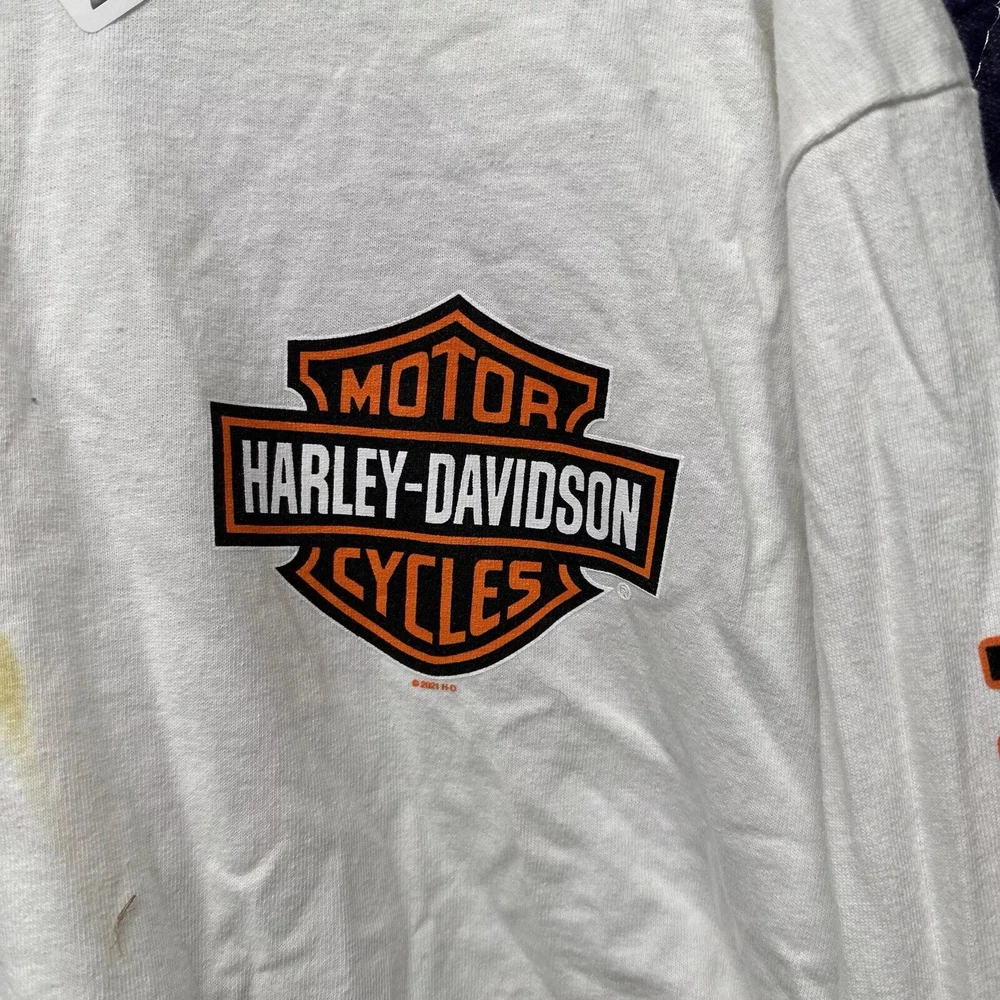 MOTOR
HARLEY-DAVIDSON
CYCLES
®
© 2021 H-D